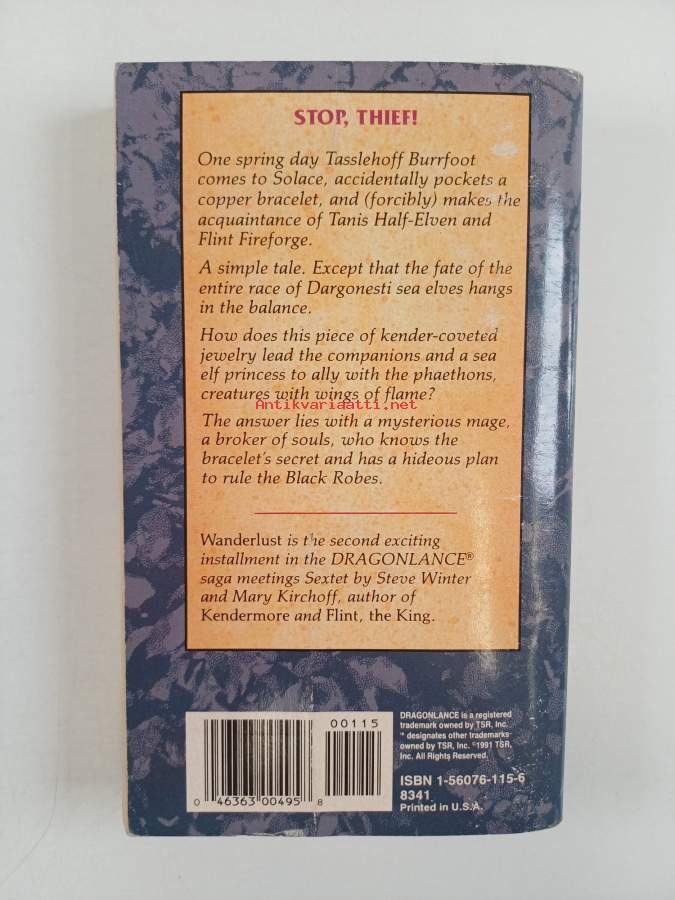 STOP, THIEF!
One spring day Tasslehoff Burrfoot
comes to Solace, accidentally pockets a
copper bracelet, and (forcibly) makes the
acquaintance of Tanis Half-Elven and
Flint Fireforge.
A simple tale. Except that the fate of the
entire race of Dargonesti sea elves hangs
in the balance.
How does this piece of kender-coveted
jewelry lead the companions and a sea
elf princess to ally with the phaethons,
creatures with wings of flame?
Antikvariaatti.net
The answer lies with a mysterious mage,
a broker of souls, who knows the
bracelet's secret and has a hideous plan
to rule the Black Robes.
Wanderlust is the second exciting
installment in the DRAGONLANCE®
saga meetings Sextet by Steve Winter
and Mary Kirchoff, author of
Kendermore and Flint, the King.
00115
0 46363 00495 8
DRAGONLANCE is a registered
trademark owned by TSR, Inc.
™ designates other trademarks
owned by TSR, Inc. ©1991 TSR,
Inc. All Rights Reserved.
ISBN 1-56076-115-6
8341
Printed in U.S.A.